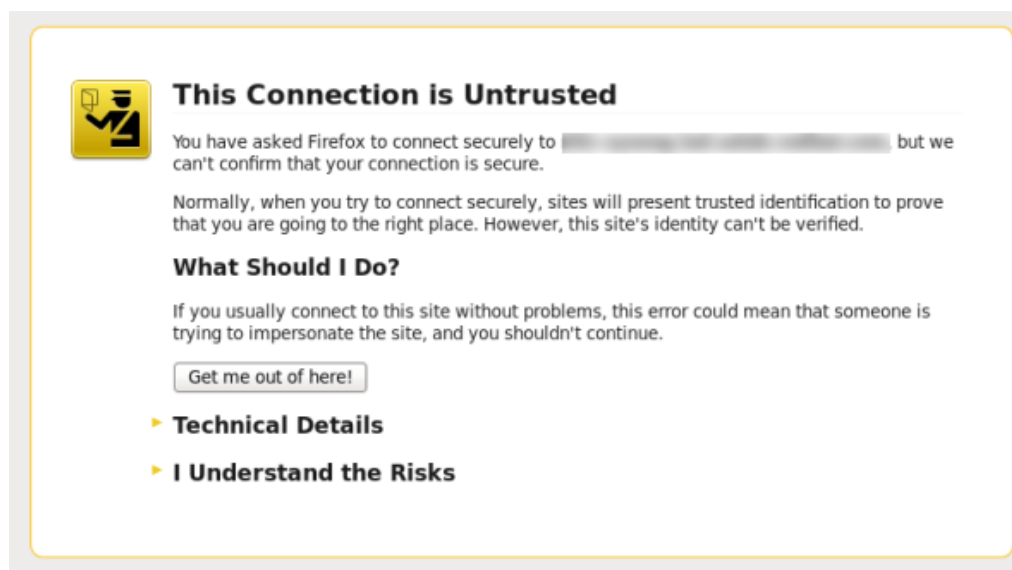 This Connection is Untrusted
You have asked Firefox to connect securely to , but we
can't confirm that your connection is secure.
Normally, when you try to connect securely, sites will present trusted identification to prove
that you are going to the right place. However, this site's identity can't be verified.
What Should I Do?
If you usually connect to this site without problems, this error could mean that someone is
trying to impersonate the site, and you shouldn't continue.
Get me out of here!
Technical Details
I Understand the Risks